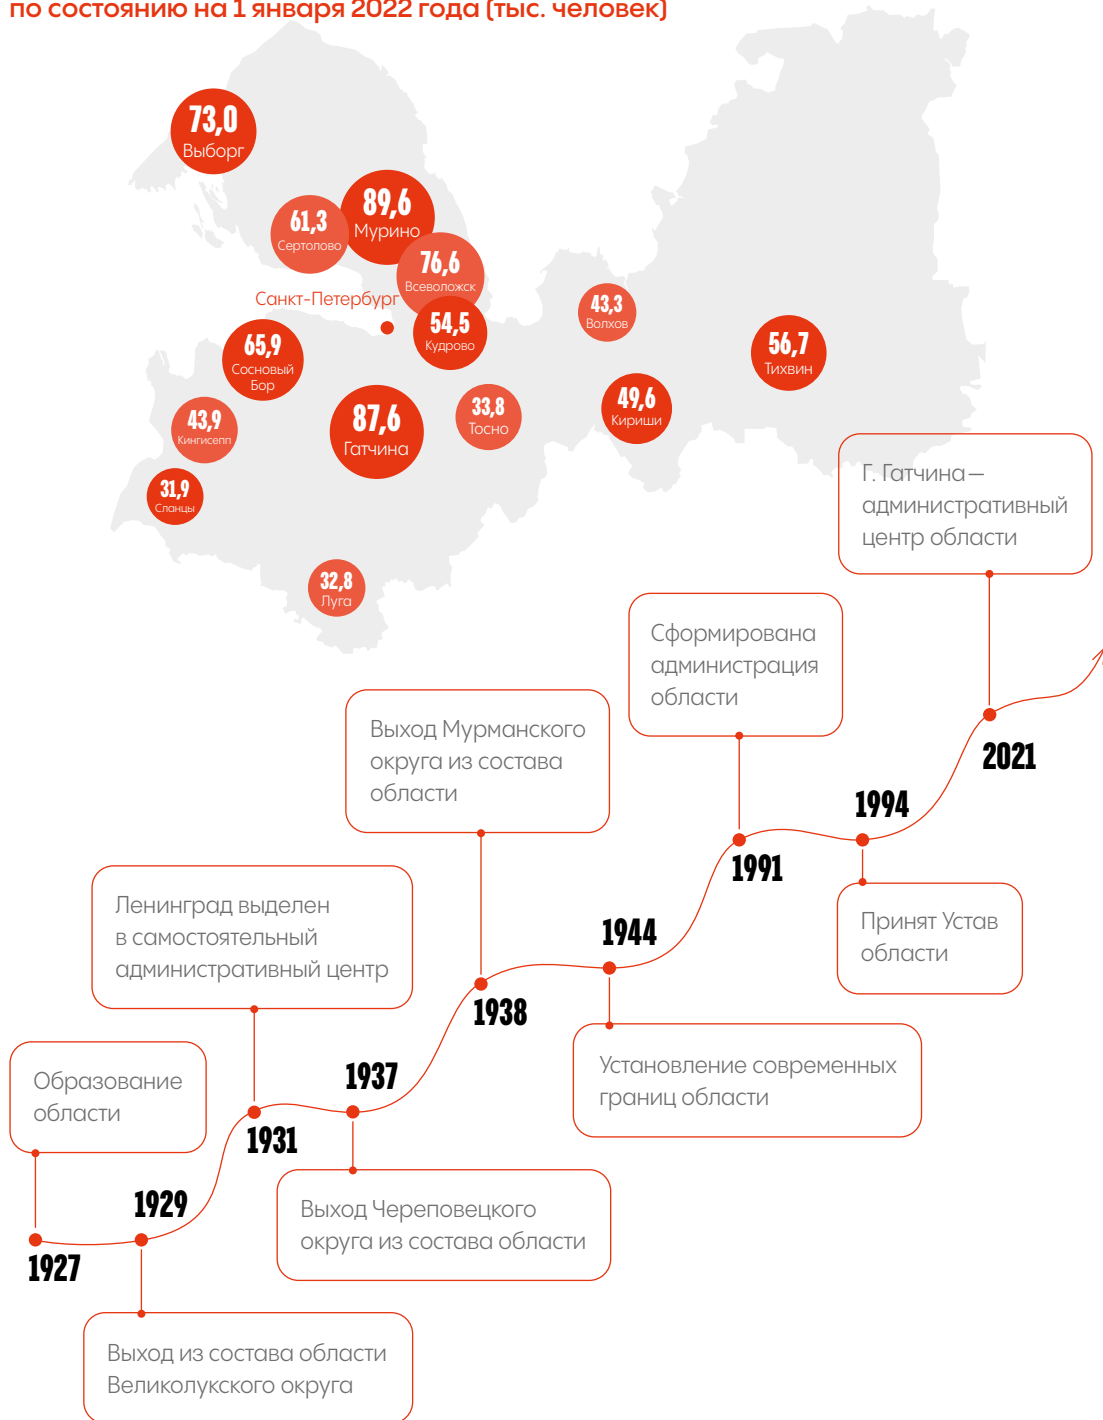 по состоянию на 1 января 2022 года (тыс. человек)
73,0
Выборг
89,6
Мурино
61,3
Сертолово
76,6
Всеволожск
Санкт-Петербург
54,5
Кудрово
43,3
Волхов
65,9
Сосновый
Бор
56,7
Тихвин
43,9
Кингисепп
87,6
Гатчина
33,8
Тосно
49,6
Кириши
31,9
Сланцы
32,8
Луга
Г. Гатчина —
административный
центр области
2021
Сформирована
администрация
области
1991
1994
Принят Устав
области
Выход Мурманского
округа из состава
области
1938
1944
Установление современных
границ области
Ленинград выделен
в самостоятельный
административный центр
1931
1937
Выход Череповецкого
округа из состава области
Образование
области
1927
1929
Выход из состава области
Великолукского округа